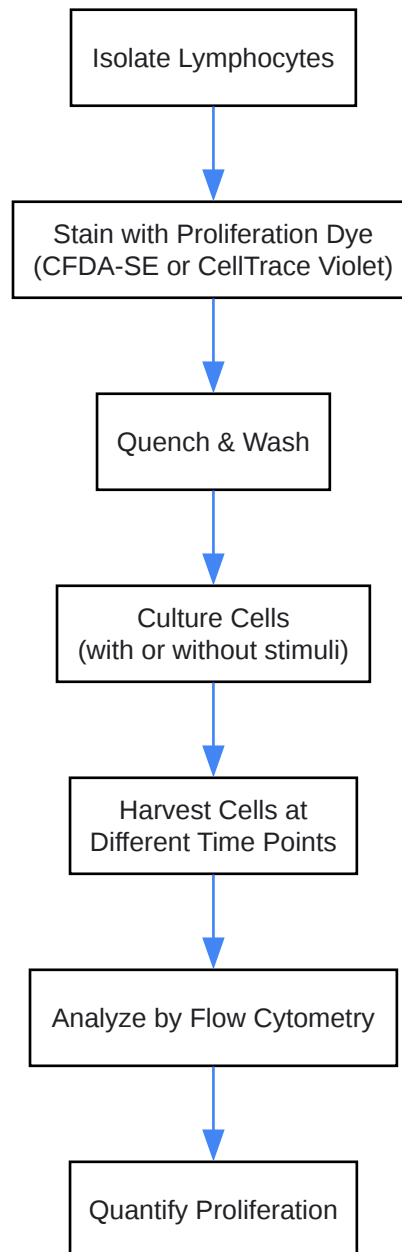 Isolate Lymphocytes
Stain with Proliferation Dye
(CFDA-SE or CellTrace Violet)
Quench & Wash
Culture Cells
(with or without stimuli)
Harvest Cells at
Different Time Points
Analyze by Flow Cytometry
Quantify Proliferation